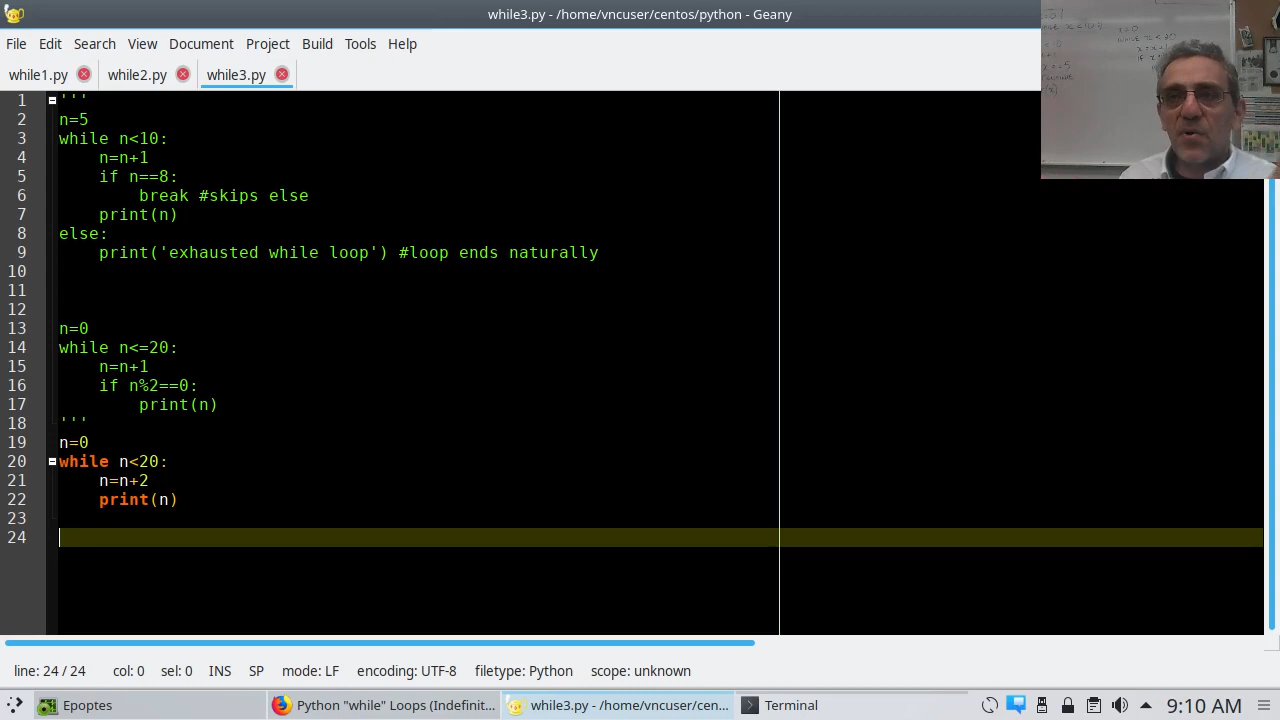 while3.py - /home/vncuser/centos/python - Geany
File Edit Search View Document Project Build Tools Help
while1.py while2.py while3.py
1 '''
2 n=5
3 while n<10:
4 n=n+1
5 if n==8:
6 break #skips else
7 print(n)
8 else:
9 print('exhausted while loop') #loop ends naturally
10
11
12
13 n=0
14 while n<=20:
15 n=n+1
16 if n%2==0:
17 print(n)
18 '''
19 n=0
20 while n<20:
21 n=n+2
22 print(n)
23
24
line: 24 / 24 col: 0 sel: 0 INS SP mode: LF encoding: UTF-8 filetype: Python scope: unknown
Epoptes Python "while" Loops (Indefinit... while3.py - /home/vncuser/cen... Terminal 9:10 AM